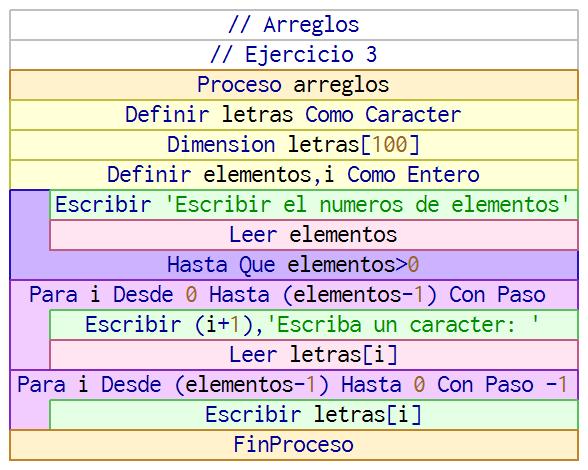 // Arreglos
// Ejercicio 3
Proceso arreglos
Definir letras Como Caracter
Dimension letras[100]
Definir elementos,i Como Entero
Escribir 'Escribir el numeros de elementos'
Leer elementos
Hasta Que elementos>0
Para i Desde 0 Hasta (elementos-1) Con Paso
Escribir (i+1),'Escriba un caracter: '
Leer letras[i]
Para i Desde (elementos-1) Hasta 0 Con Paso -1
Escribir letras[i]
FinProceso